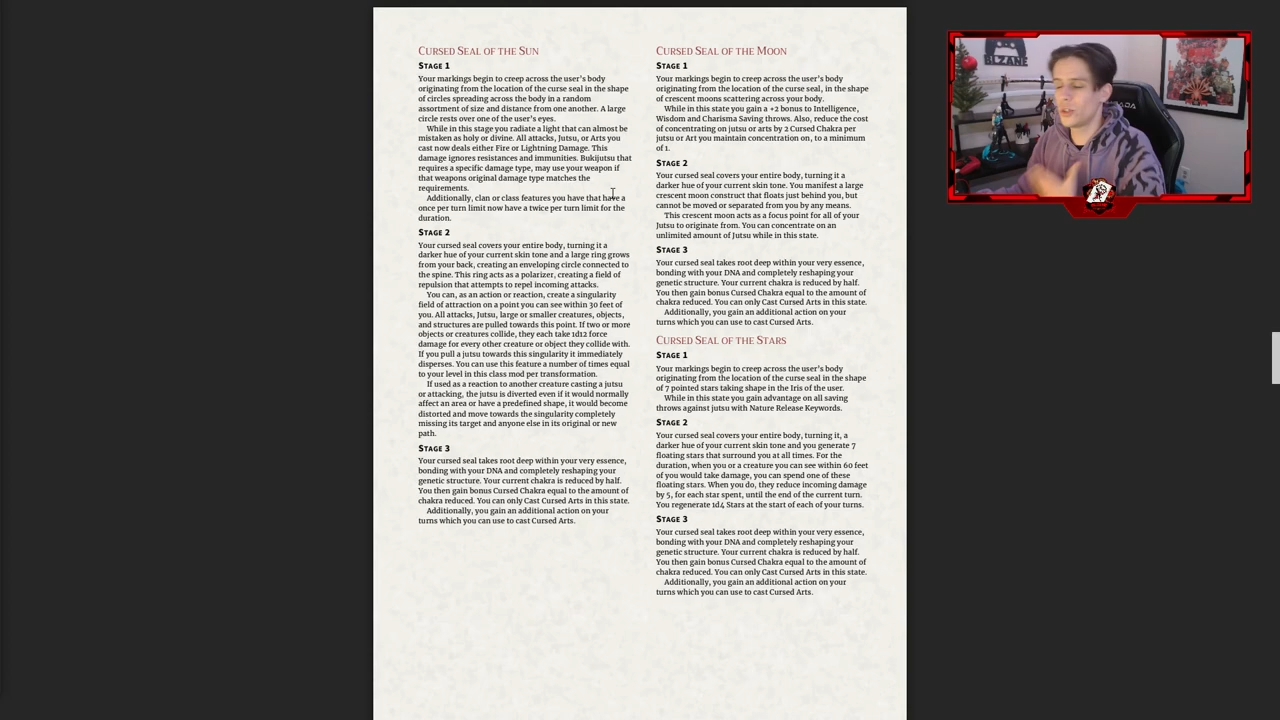 Cursed Seal of the Sun
Stage 1
Your markings begin to creep across the user's body
originating from the location of the curse seal in the shape
of circles spreading across the body in a random
assortment of size and distance from one another. A large
circle rests over one of the user's eyes.
While in this stage you radiate a light that can almost be
mistaken as holy or divine. All attacks, Jutsu, or Arts you
cast now deals either Fire or Lightning Damage. This
damage ignores resistances and immunities. Bukijutsu that
requires a specific damage type, may use your weapon if
that weapons original damage type matches the
requirements.
Additionally, clan or class features you have that have a
once per turn limit now have a twice per turn limit for the
duration.
Stage 2
Your cursed seal covers your entire body, turning it a
darker hue of your current skin tone and a large ring grows
from your back, creating an enveloping circle connected to
the spine. This ring acts as a polarizer, creating a field of
repulsion that attempts to repel incoming attacks.
You can, as an action or reaction, create a singularity
field of attraction on a point you can see within 30 feet of
you. All attacks, Jutsu, large or smaller creatures, objects,
and structures are pulled towards this point. If two or more
objects or creatures collide, they each take 1d12 force
damage for every other creature or object they collide with.
If you pull a jutsu towards this singularity it immediately
disperses. You can use this feature a number of times equal
to your level in this class mod per transformation.
If used as a reaction to another creature casting a jutsu
or attacking, the jutsu is diverted even if it would normally
affect an area or have a predefined shape, it would become
distorted and move towards the singularity completely
missing its target and anyone else in its original or new
path.
Stage 3
Your cursed seal takes root deep within your very essence,
bonding with your DNA and completely reshaping your
genetic structure. Your current chakra is reduced by half.
You then gain bonus Cursed Chakra equal to the amount of
chakra reduced. You can only Cast Cursed Arts in this state.
Additionally, you gain an additional action on your
turns which you can use to cast Cursed Arts.
Cursed Seal of the Moon
Stage 1
Your markings begin to creep across the user's body
originating from the location of the curse seal, in the shape
of crescent moons scattering across your body.
While in this state you gain a +2 bonus to Intelligence,
Wisdom and Charisma Saving throws. Also, reduce the cost
of concentrating on jutsu or arts by 2 Cursed Chakra per
jutsu or Art you maintain concentration on, to a minimum
of 1.
Stage 2
Your cursed seal covers your entire body, turning it a
darker hue of your current skin tone. You manifest a large
crescent moon construct that floats just behind you, but
cannot be moved or separated from you by any means.
This crescent moon acts as a focus point for all of your
Jutsu to originate from. You can concentrate on an
unlimited amount of Jutsu while in this state.
Stage 3
Your cursed seal takes root deep within your very essence,
bonding with your DNA and completely reshaping your
genetic structure. Your current chakra is reduced by half.
You then gain bonus Cursed Chakra equal to the amount of
chakra reduced. You can only Cast Cursed Arts in this state.
Additionally, you gain an additional action on your
turns which you can use to cast Cursed Arts.
Cursed Seal of the Stars
Stage 1
Your markings begin to creep across the user's body
originating from the location of the curse seal in the shape
of 7 pointed stars taking shape in the Iris of the user.
While in this state you gain advantage on all saving
throws against jutsu with Nature Release Keywords.
Stage 2
Your cursed seal covers your entire body, turning it, a
darker hue of your current skin tone and you generate 7
floating stars that surround you at all times. For the
duration, when you or a creature you can see within 60 feet
of you would take damage, you can spend one of these
floating stars. When you do, they reduce incoming damage
by 5, for each star spent, until the end of the current turn.
You regenerate 1d4 Stars at the start of each of your turns.
Stage 3
Your cursed seal takes root deep within your very essence,
bonding with your DNA and completely reshaping your
genetic structure. Your current chakra is reduced by half.
You then gain bonus Cursed Chakra equal to the amount of
chakra reduced. You can only Cast Cursed Arts in this state.
Additionally, you gain an additional action on your
turns which you can use to cast Cursed Arts.